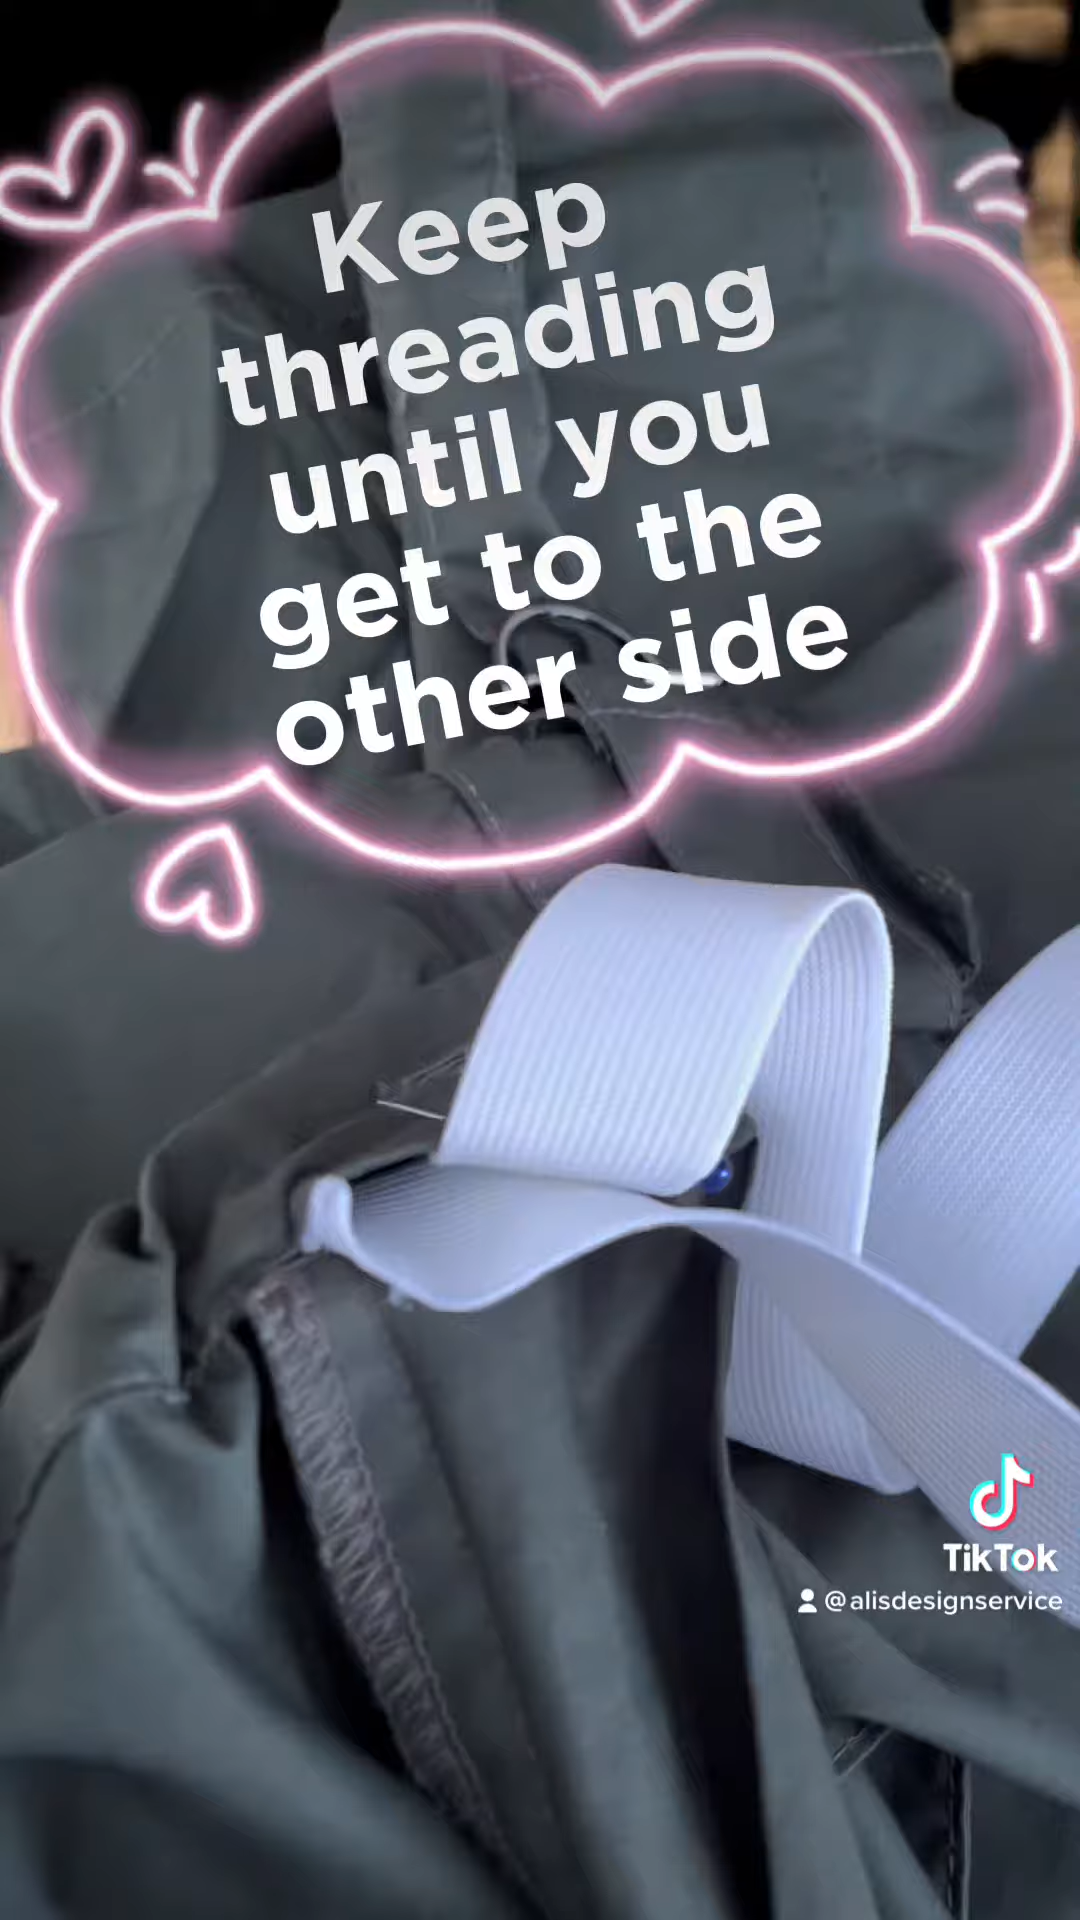 Keep
threading
until you
get to the
other side
TikTok
@alisdesignservice